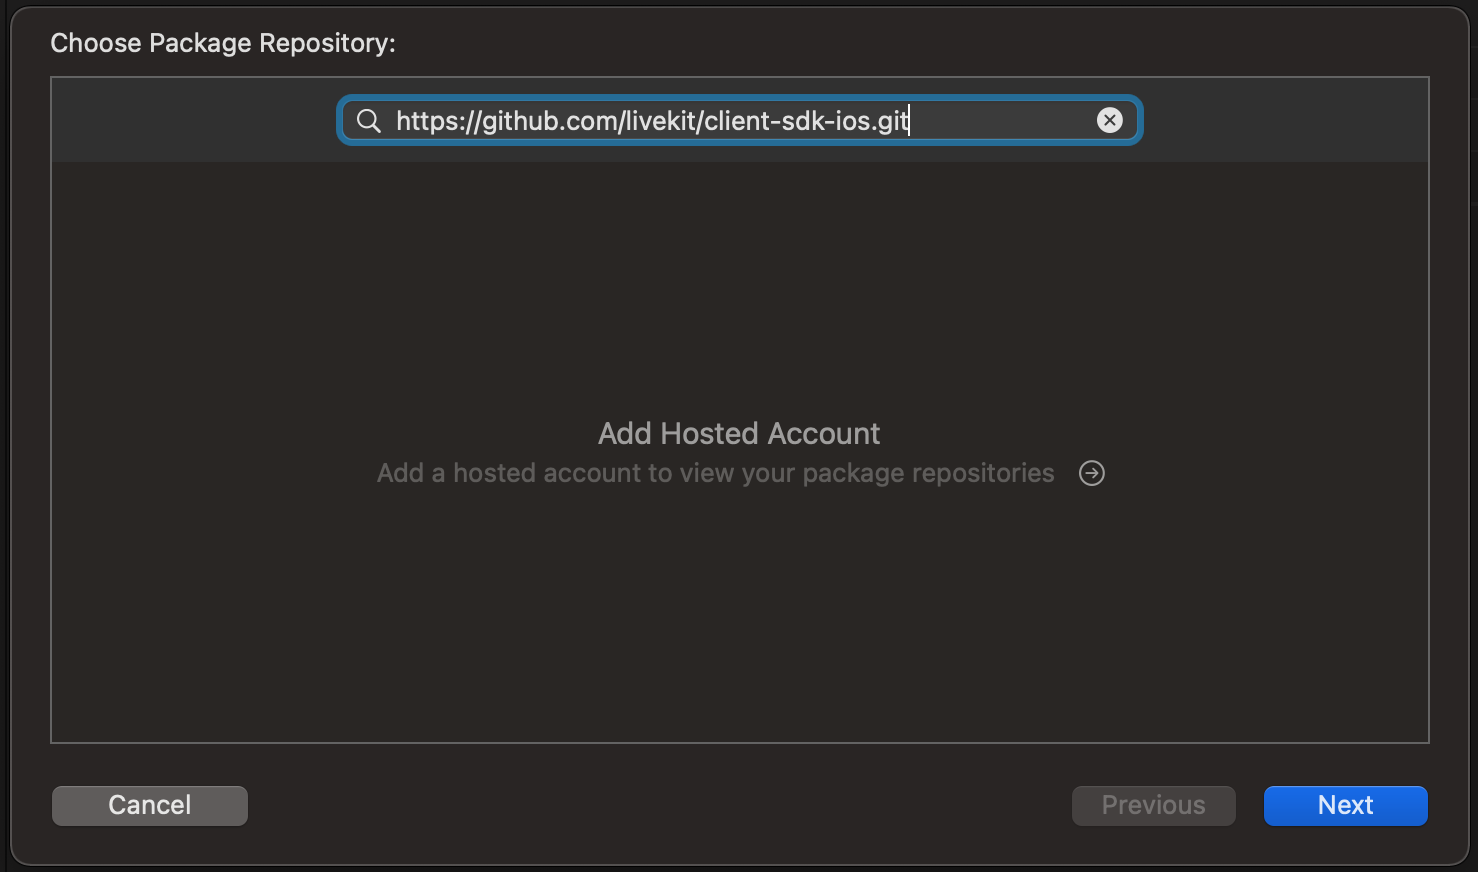 Choose Package Repository:
https://github.com/livekit/client-sdk-ios.git
Add Hosted Account
Add a hosted account to view your package repositories
Cancel
Previous
Next